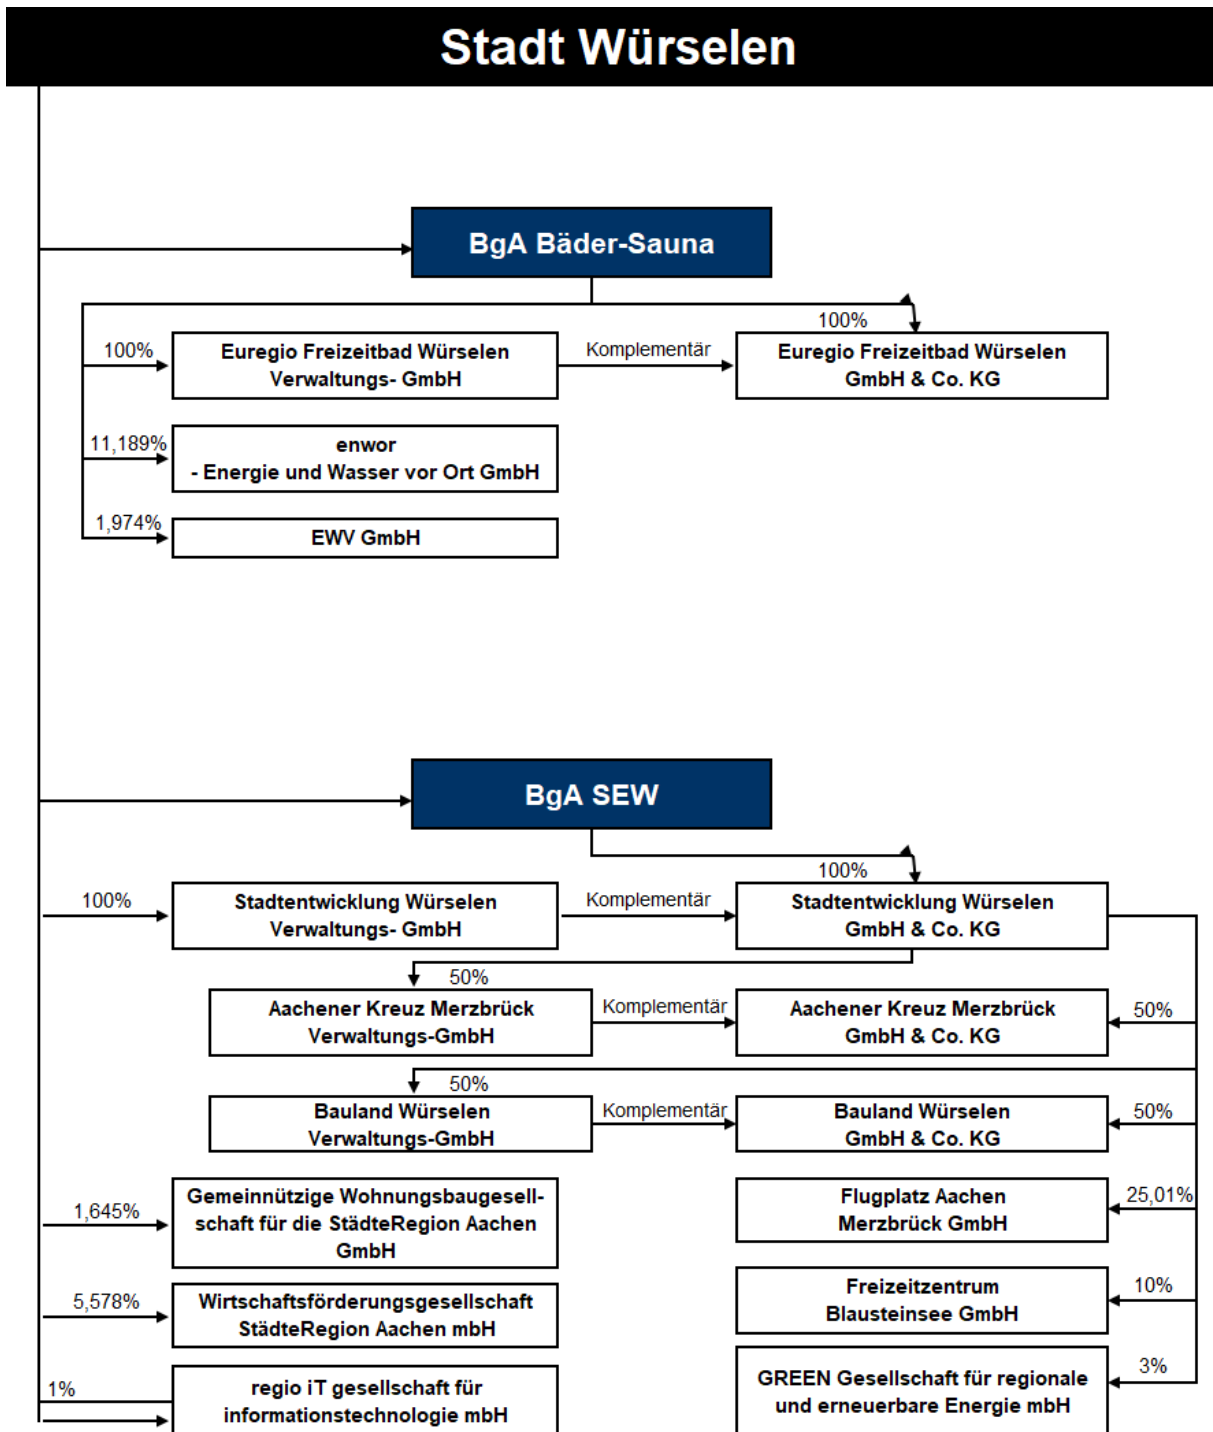 Stadt Würselen
BgA Bäder-Sauna
100%
100%
Euregio Freizeitbad Würselen
Verwaltungs- GmbH
Komplementär
Euregio Freizeitbad Würselen
GmbH & Co. KG
11,189%
enwor
- Energie und Wasser vor Ort GmbH
1,974%
EWV GmbH
BgA SEW
100%
100%
Stadtentwicklung Würselen
Verwaltungs- GmbH
Komplementär
Stadtentwicklung Würselen
GmbH & Co. KG
50%
Aachener Kreuz Merzbrück
Verwaltungs-GmbH
Komplementär
Aachener Kreuz Merzbrück
GmbH & Co. KG
50%
50%
Bauland Würselen
Verwaltungs-GmbH
Komplementär
Bauland Würselen
GmbH & Co. KG
50%
1,645%
Gemeinnützige Wohnungsbaugesell-
schaft für die StädteRegion Aachen
GmbH
Flugplatz Aachen
Merzbrück GmbH
25,01%
5,578%
Wirtschaftsförderungsgesellschaft
StädteRegion Aachen mbH
Freizeitzentrum
Blausteinsee GmbH
10%
1%
regio iT gesellschaft für
informationstechnologie mbH
GREEN Gesellschaft für regionale
und erneuerbare Energie mbH
3%